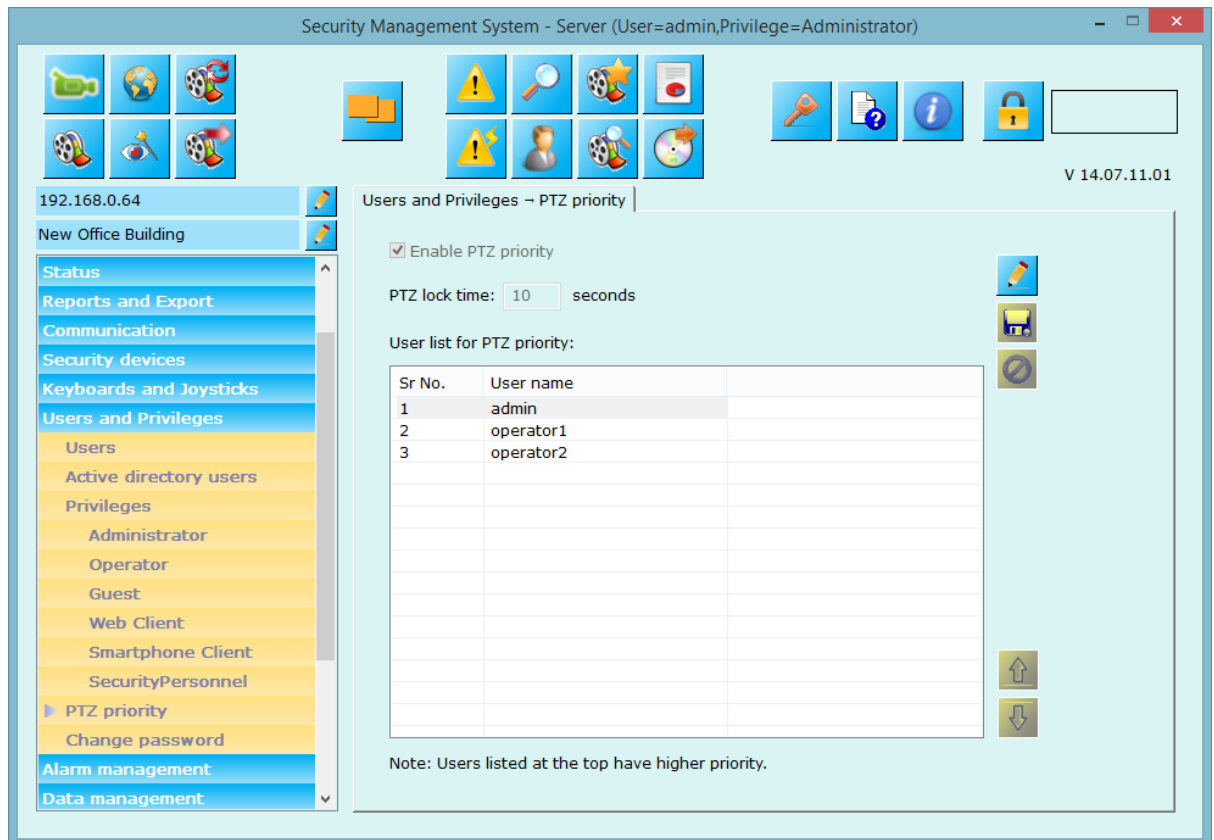 Security Management System - Server (User=admin,Privilege=Administrator)
V 14.07.11.01
192.168.0.64
New Office Building
Status
Reports and Export
Communication
Security devices
Keyboards and Joysticks
Users and Privileges
Users
Active directory users
Privileges
Administrator
Operator
Guest
Web Client
Smartphone Client
SecurityPersonnel
PTZ priority
Change password
Alarm management
Data management
Users and Privileges → PTZ priority
Enable PTZ priority
PTZ lock time: 10 seconds
User list for PTZ priority:
Sr No. User name
1 admin
2 operator1
3 operator2
Note: Users listed at the top have higher priority.